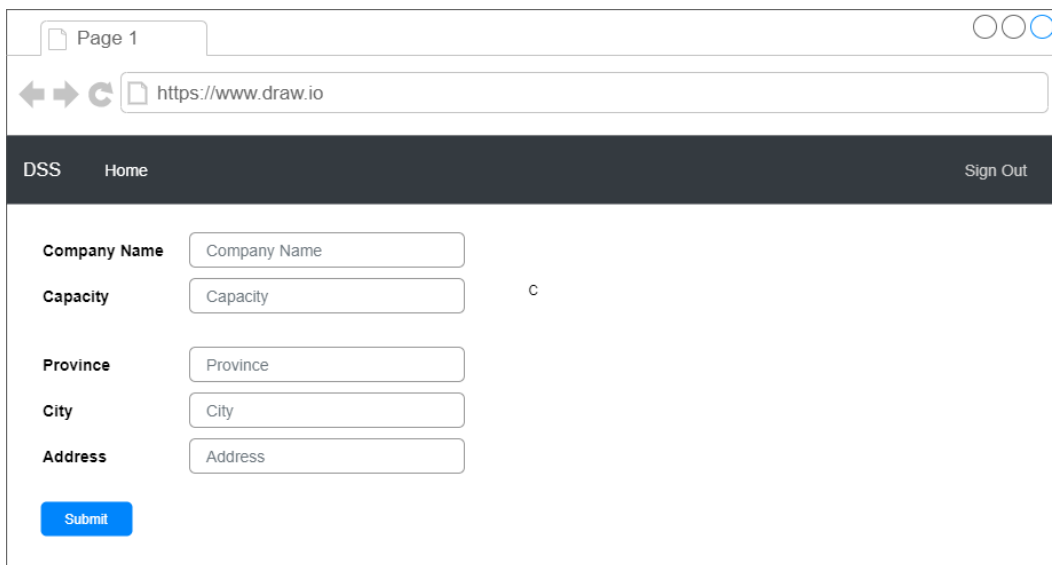 Page 1
https://www.draw.io
DSS Home Sign Out
Company Name Company Name
Capacity Capacity C
Province Province
City City
Address Address
Submit